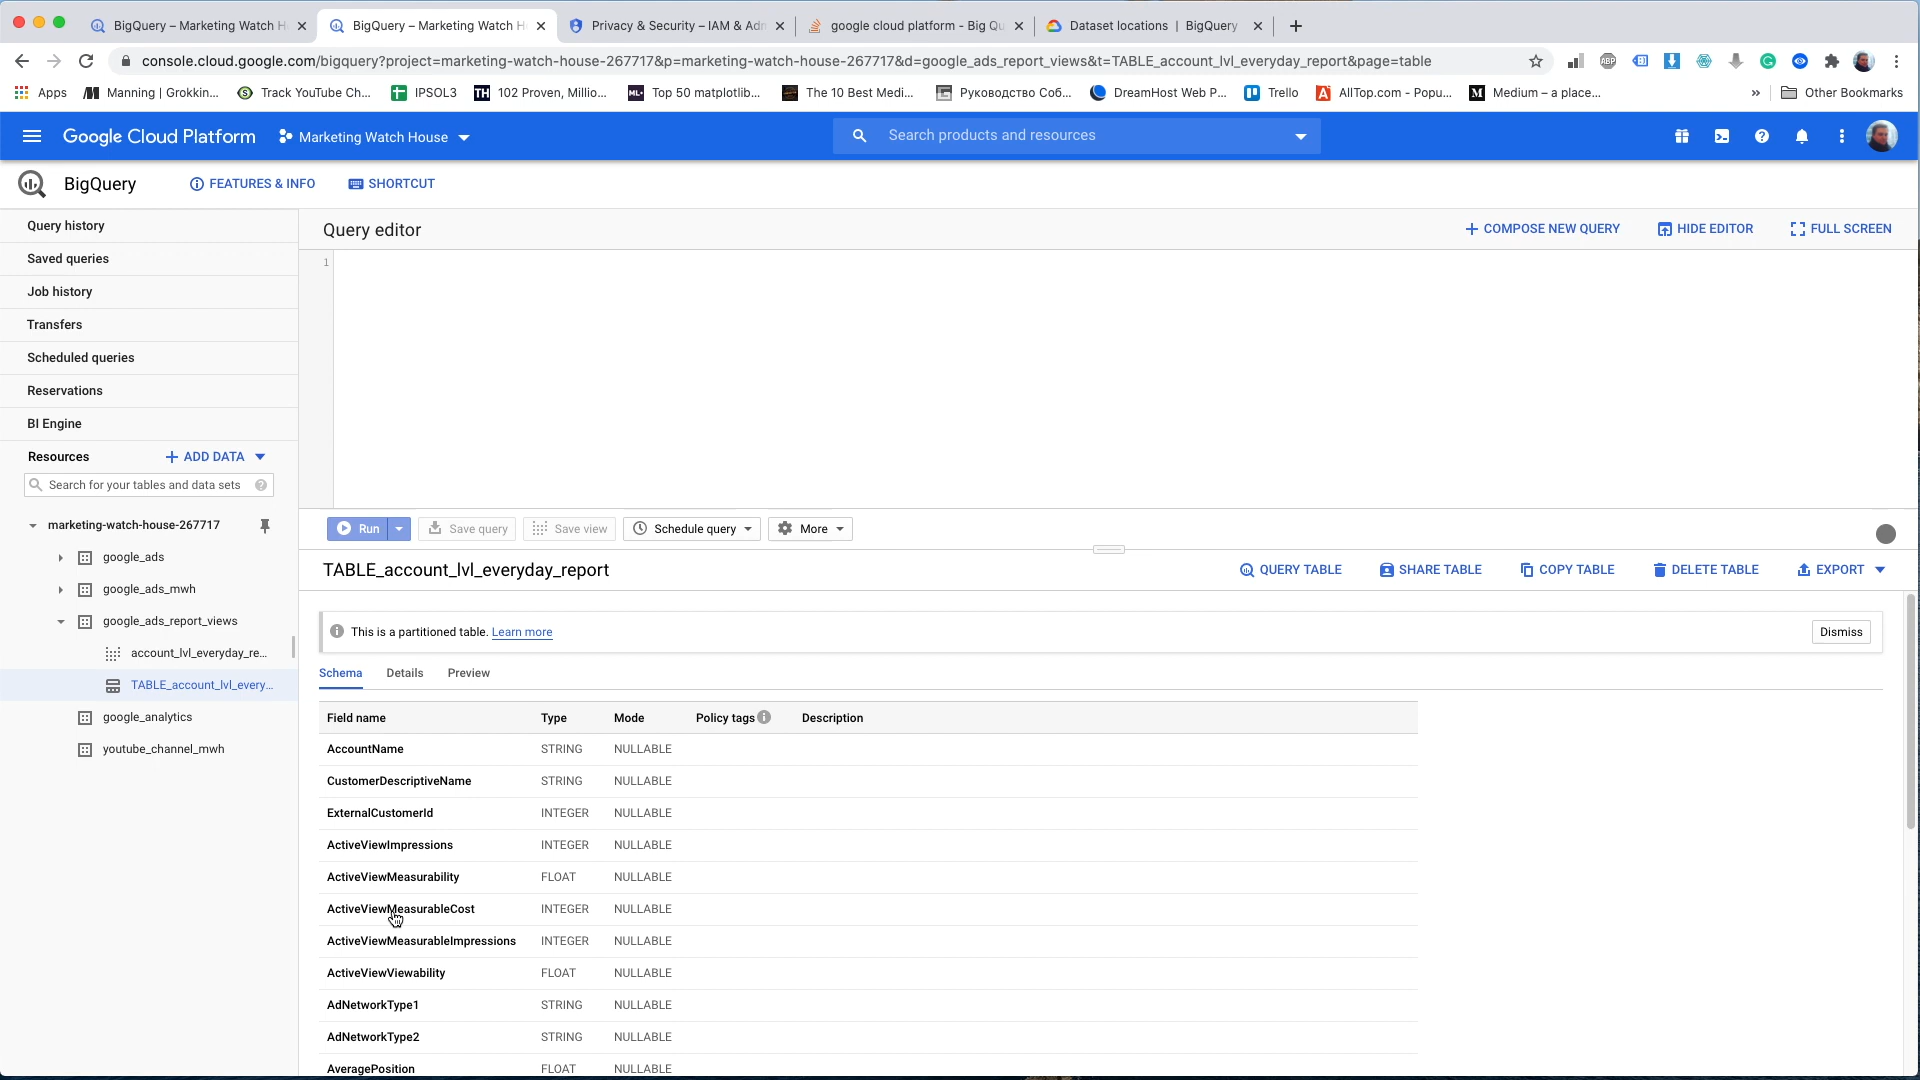 BigQuery – Marketing Watch H
BigQuery – Marketing Watch H
Privacy & Security – IAM & Adm
google cloud platform - Big Qu
Dataset locations | BigQuery
console.cloud.google.com/bigquery?project=marketing-watch-house-267717&p=marketing-watch-house-267717&d=google_ads_report_views&t=TABLE_account_lvl_everyday_report&page=table
Apps
Manning | Grokkin...
Track YouTube Ch...
IPSOL3
102 Proven, Millio...
Top 50 matplotlib...
The 10 Best Medi...
Руководство Соб...
DreamHost Web P...
Trello
AllTop.com - Popu...
Medium – a place...
»
Other Bookmarks
Google Cloud Platform
Marketing Watch House
Search products and resources
BigQuery
FEATURES & INFO
SHORTCUT
Query history
Saved queries
Job history
Transfers
Scheduled queries
Reservations
BI Engine
Resources
+ ADD DATA
Search for your tables and data sets
marketing-watch-house-267717
google_ads
google_ads_mwh
google_ads_report_views
account_lvl_everyday_re...
TABLE_account_lvl_every...
google_analytics
youtube_channel_mwh
Query editor
+ COMPOSE NEW QUERY
HIDE EDITOR
FULL SCREEN
1
Run
Save query
Save view
Schedule query
More
TABLE_account_lvl_everyday_report
QUERY TABLE
SHARE TABLE
COPY TABLE
DELETE TABLE
EXPORT
This is a partitioned table. Learn more
Dismiss
Schema Details Preview
Field name Type Mode Policy tags Description
AccountName STRING NULLABLE
CustomerDescriptiveName STRING NULLABLE
ExternalCustomerId INTEGER NULLABLE
ActiveViewImpressions INTEGER NULLABLE
ActiveViewMeasurability FLOAT NULLABLE
ActiveViewMeasurableCost INTEGER NULLABLE
ActiveViewMeasurableImpressions INTEGER NULLABLE
ActiveViewViewability FLOAT NULLABLE
AdNetworkType1 STRING NULLABLE
AdNetworkType2 STRING NULLABLE
AveragePosition FLOAT NULLABLE